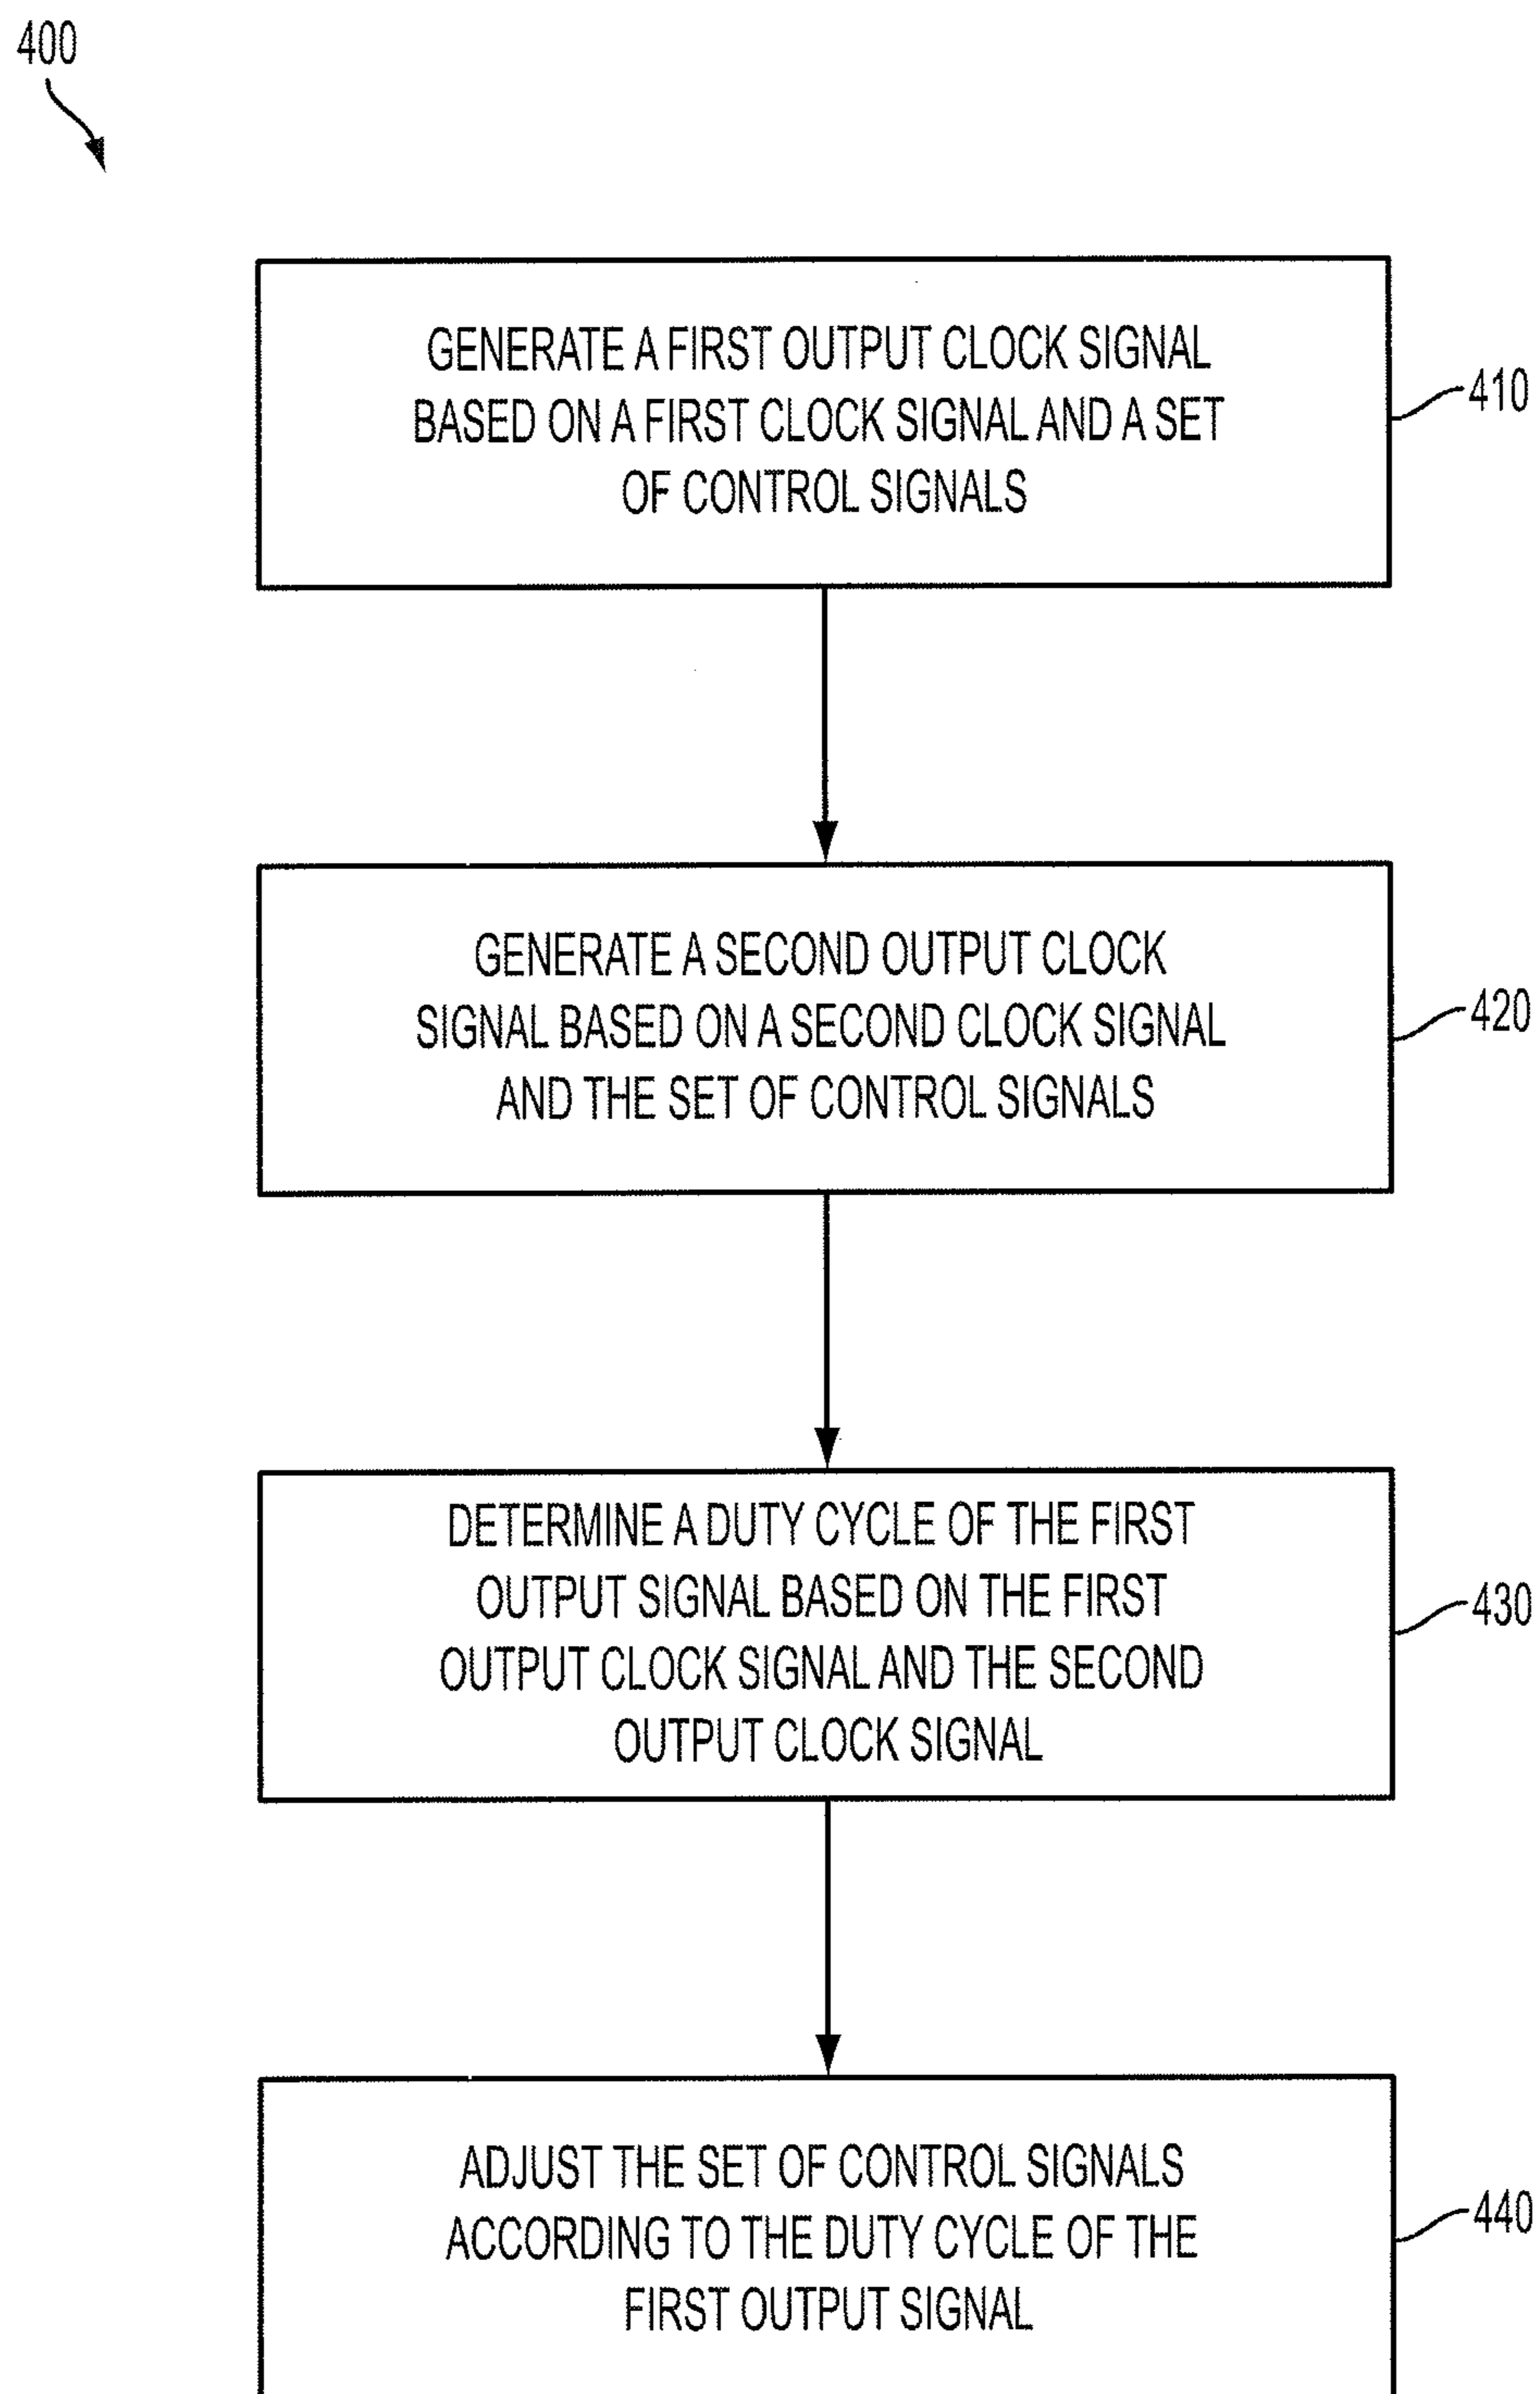 400
GENERATE A FIRST OUTPUT CLOCK SIGNAL
BASED ON A FIRST CLOCK SIGNAL AND A SET
OF CONTROL SIGNALS
410
GENERATE A SECOND OUTPUT CLOCK
SIGNAL BASED ON A SECOND CLOCK SIGNAL
AND THE SET OF CONTROL SIGNALS
420
DETERMINE A DUTY CYCLE OF THE FIRST
OUTPUT SIGNAL BASED ON THE FIRST
OUTPUT CLOCK SIGNAL AND THE SECOND
OUTPUT CLOCK SIGNAL
430
ADJUST THE SET OF CONTROL SIGNALS
ACCORDING TO THE DUTY CYCLE OF THE
FIRST OUTPUT SIGNAL
440